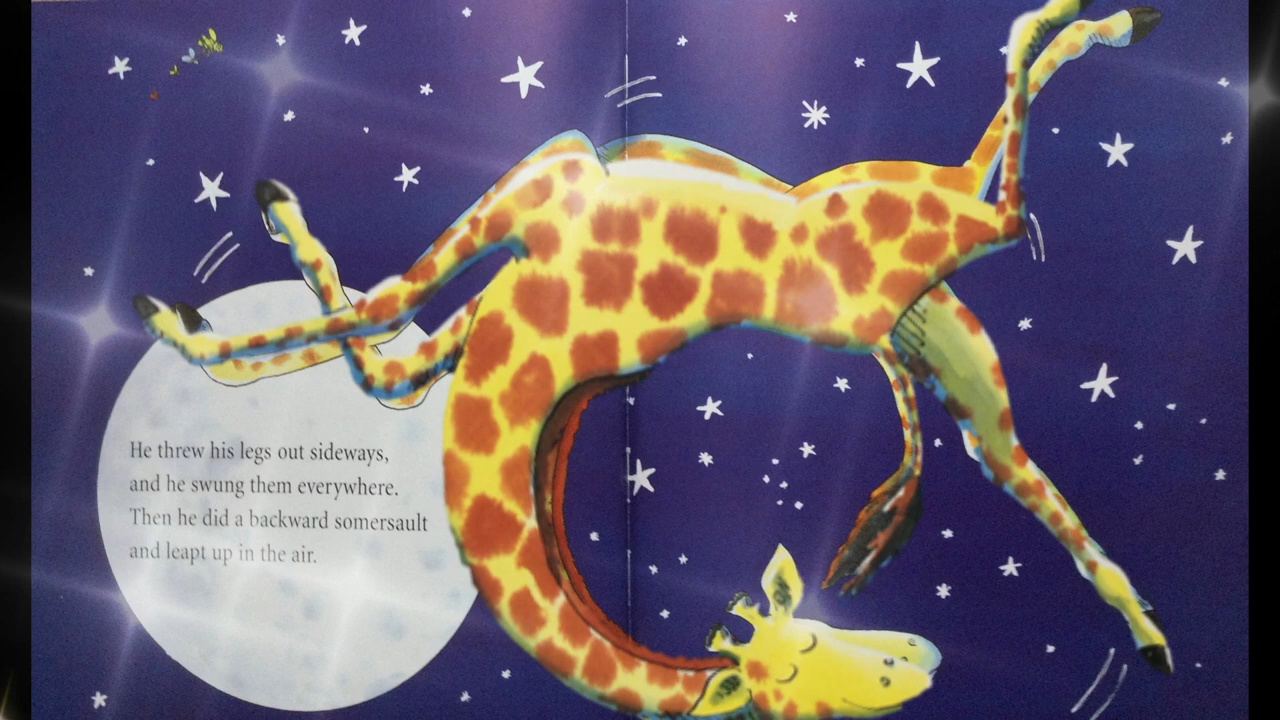 He threw his legs out sideways,
and he swung them everywhere.
Then he did a backward somersault
and leapt up in the air.